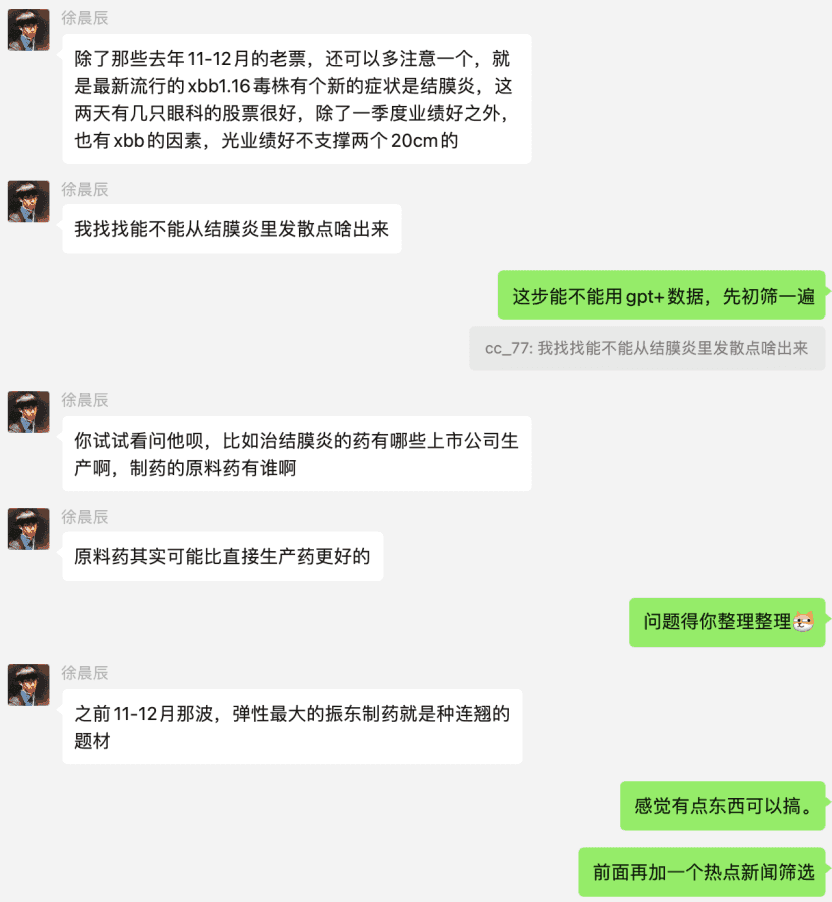 徐晨辰
除了那些去年11-12月的老票，还可以多注意一个，就
是最新流行的xbb1.16毒株有个新的症状是结膜炎，这
两天有几只眼科的股票很好，除了一季度业绩好之外，
也有xbb的因素，光业绩好不支撑两个20cm的
徐晨辰
我找找能不能从结膜炎里发散点啥出来
这步能不能用gpt+数据，先初筛一遍
cc_77: 我找找能不能从结膜炎里发散点啥出来
徐晨辰
你试试看问他呗，比如治结膜炎的药有哪些上市公司生
产啊，制药的原料药有谁啊
徐晨辰
原料药其实可能比直接生产药更好的
问题得你整理整理
徐晨辰
之前11-12月那波，弹性最大的振东制药就是种连翘的
题材
感觉有点东西可以搞。
前面再加一个热点新闻筛选